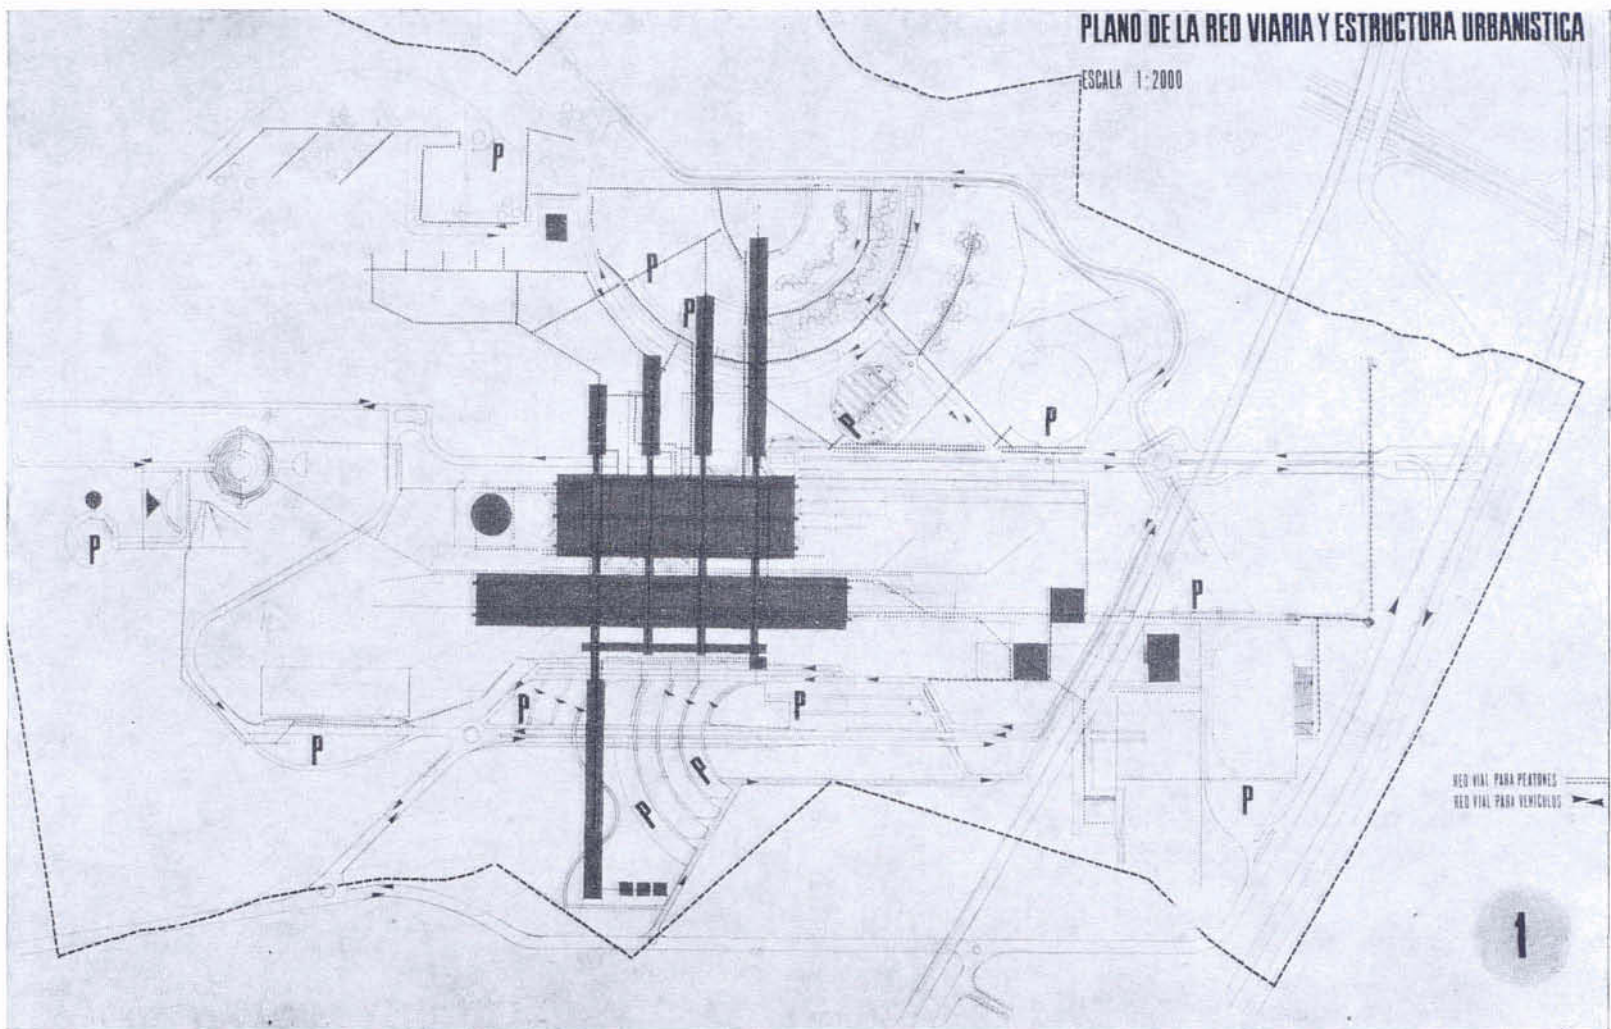 PLANO DE LA RED VIARIA Y ESTRUCTURA URBANISTICA
ESCALA 1:2000
P
P
P
P
P
P
P
P
P
P
P
P
P
RED VIAL PARA PEATONES
RED VIAL PARA VEHICULOS
1